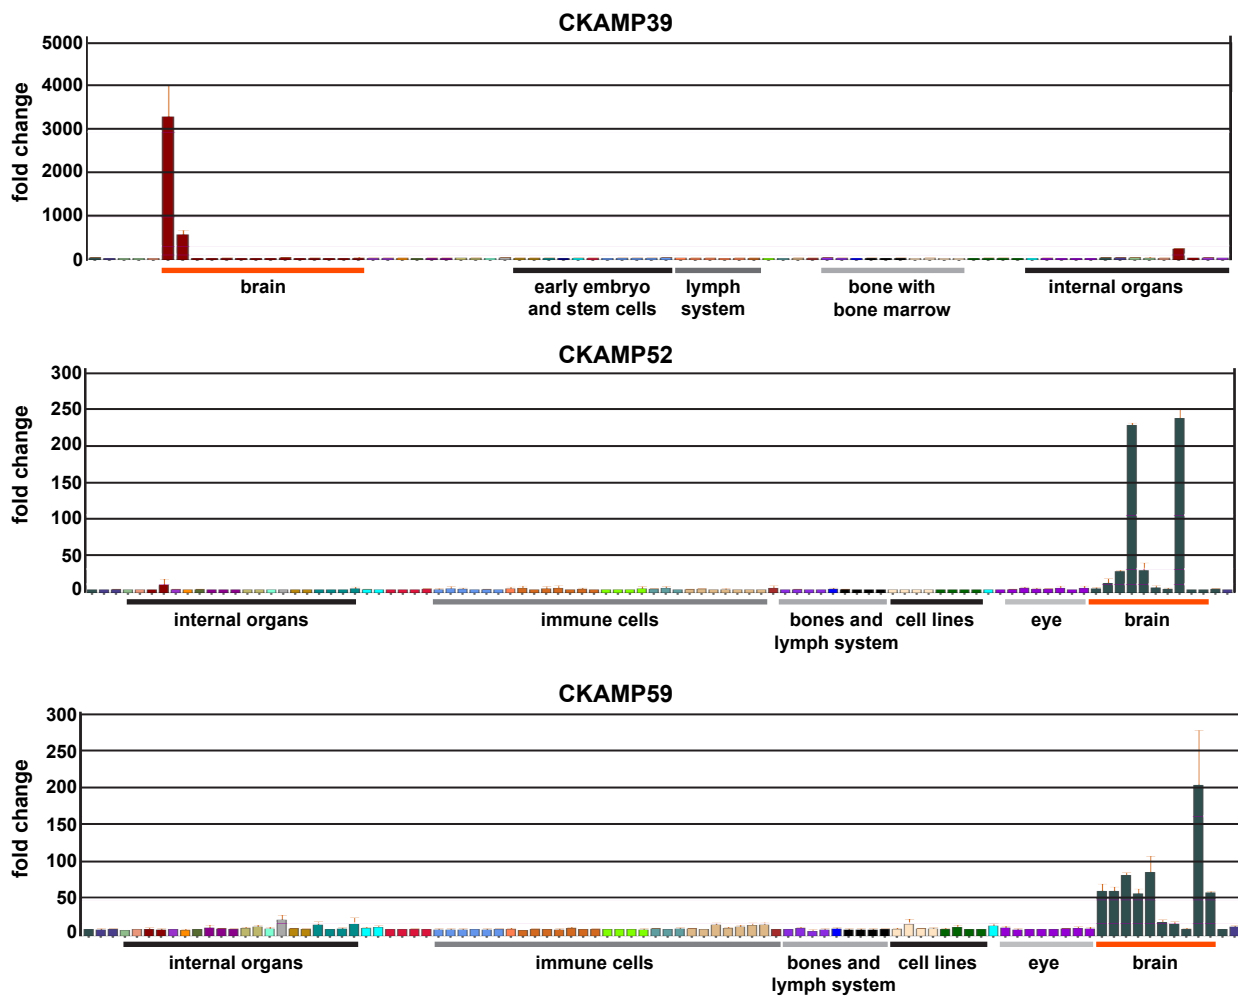 CKAMP39
fold change
5000
4000
3000
2000
1000
0
brain
early embryo
and stem cells
lymph
system
bone with
bone marrow
internal organs
CKAMP52
fold change
300
250
200
150
100
50
0
internal organs
immune cells
bones and
lymph system
cell lines
eye
brain
CKAMP59
fold change
300
250
200
150
100
50
0
internal organs
immune cells
bones and
lymph system
cell lines
eye
brain